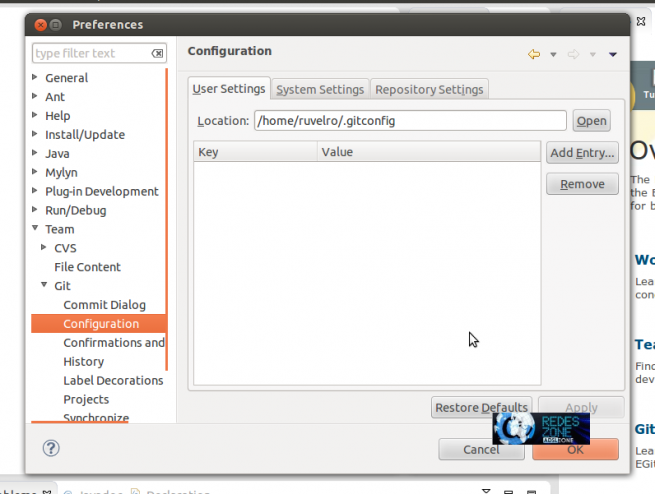 Preferences
type filter text
General
Ant
Help
Install/Update
Java
Mylyn
Plug-in Development
Run/Debug
Team
CVS
File Content
Git
Commit Dialog
Configuration
Confirmations and
History
Label Decorations
Projects
Synchronize
Configuration
User Settings
System Settings
Repository Settings
Location: /home/ruvelro/.gitconfig Open
Key Value
Add Entry...
Remove
Restore Defaults Apply
REDES
ZONE
ADSLZONE
Cancel OK
Tu
Ov
The
the E
for b
Wo
Lea
con
Tea
Find
dev
Git
Lea
EGit
Declaration